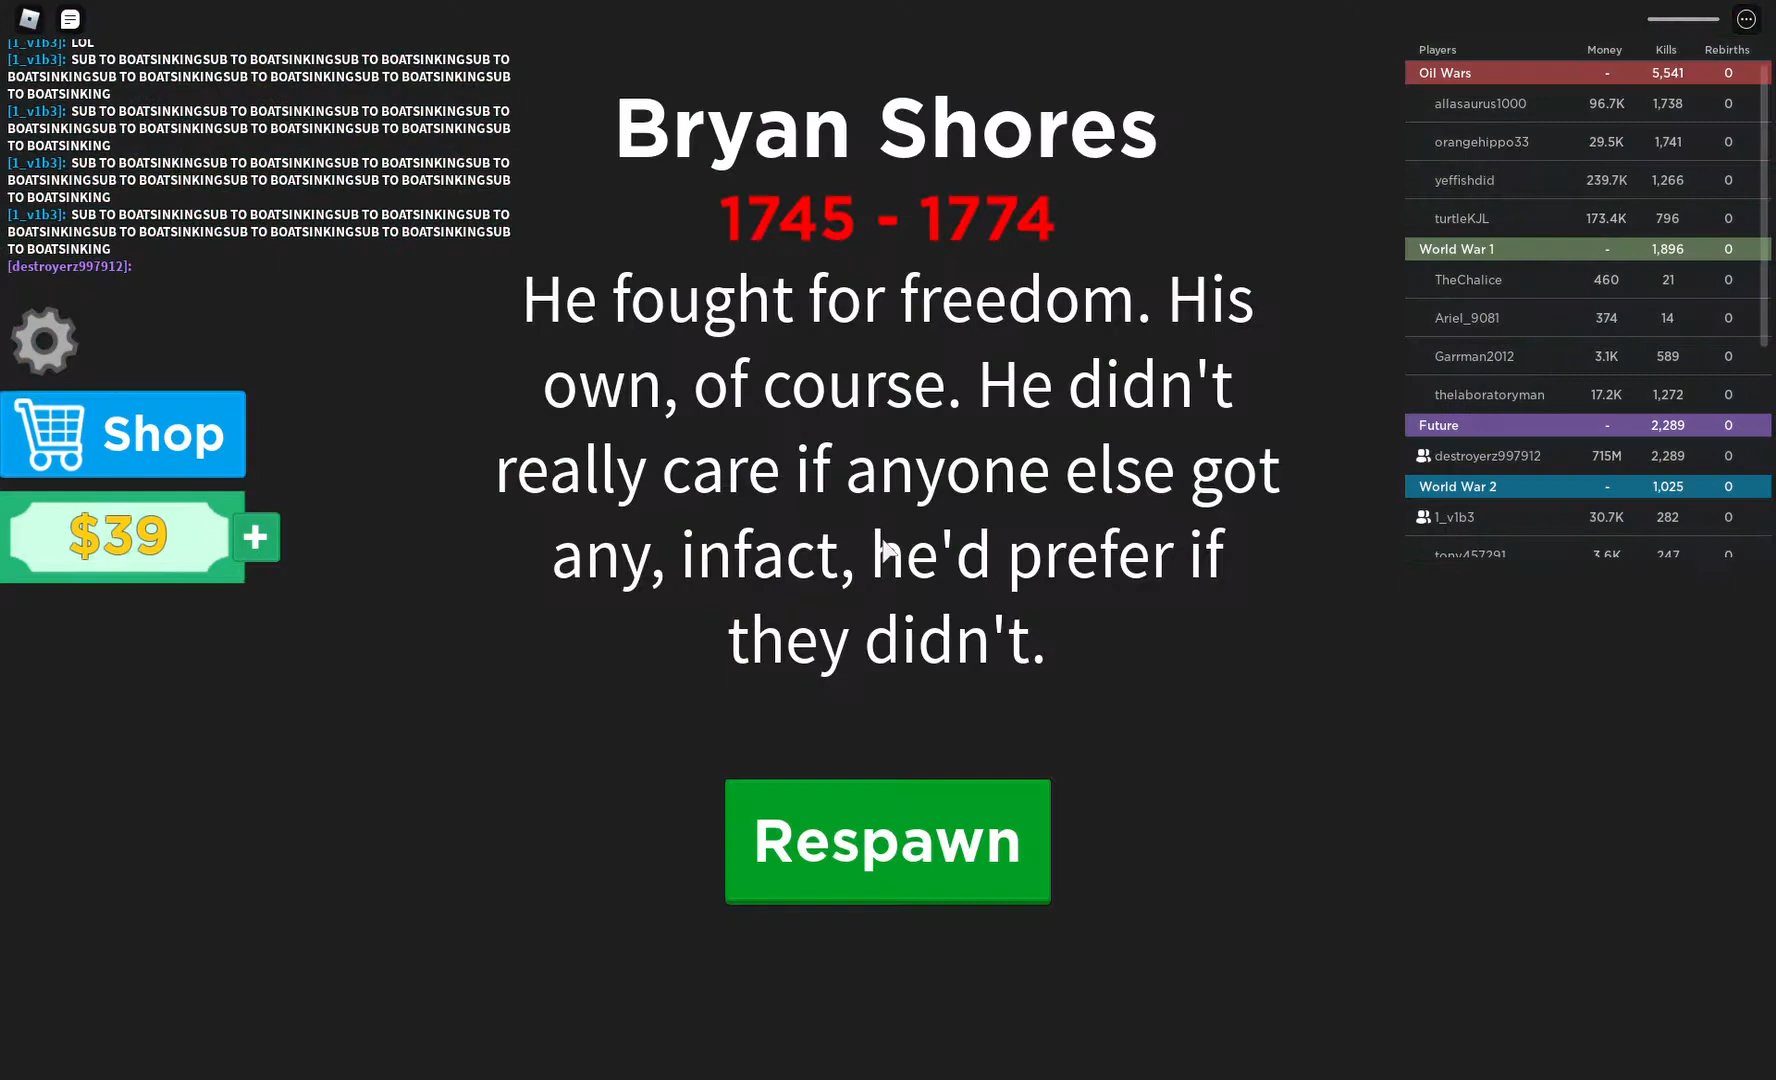 [1_v1b3]: LOL
[1_v1b3]: SUB TO BOATSINKINGSUB TO BOATSINKINGSUB TO BOATSINKINGSUB TO
BOATSINKINGSUB TO BOATSINKINGSUB TO BOATSINKINGSUB TO BOATSINKINGSUB
TO BOATSINKING
[1_v1b3]: SUB TO BOATSINKINGSUB TO BOATSINKINGSUB TO BOATSINKINGSUB TO
BOATSINKINGSUB TO BOATSINKINGSUB TO BOATSINKINGSUB TO BOATSINKINGSUB
TO BOATSINKING
[1_v1b3]: SUB TO BOATSINKINGSUB TO BOATSINKINGSUB TO BOATSINKINGSUB TO
BOATSINKINGSUB TO BOATSINKINGSUB TO BOATSINKINGSUB TO BOATSINKINGSUB
TO BOATSINKING
[1_v1b3]: SUB TO BOATSINKINGSUB TO BOATSINKINGSUB TO BOATSINKINGSUB TO
BOATSINKINGSUB TO BOATSINKINGSUB TO BOATSINKINGSUB TO BOATSINKINGSUB
TO BOATSINKING
[destroyerz997912]:
Shop
$39
+
Bryan Shores
1745 - 1774
He fought for freedom. His
own, of course. He didn't
really care if anyone else got
any, infact, he'd prefer if
they didn't.
Respawn
Players Money Kills Rebirths
Oil Wars - 5,541 0
allasaurus1000 96.7K 1,738 0
orangehippo33 29.5K 1,741 0
yeffishdid 239.7K 1,266 0
turtleKJL 173.4K 796 0
World War 1 - 1,896 0
TheChalice 460 21 0
Ariel_9081 374 14 0
Garrman2012 3.1K 589 0
thelaboratoryman 17.2K 1,272 0
Future - 2,289 0
destroyerz997912 715M 2,289 0
World War 2 - 1,025 0
1_v1b3 30.7K 282 0
tony457291 3.6K 247 0